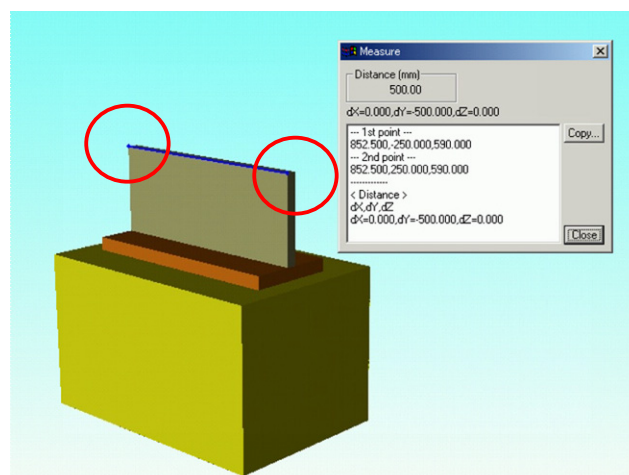 Measure
Distance (mm)
500.00
dX=0.000,dY=-500.000,dZ=0.000
--- 1st point ---
852.500,-250.000,590.000
--- 2nd point ---
852.500,250.000,590.000
-------------
< Distance >
dX,dY,dZ
dX=0.000,dY=-500.000,dZ=0.000
Copy...
Close